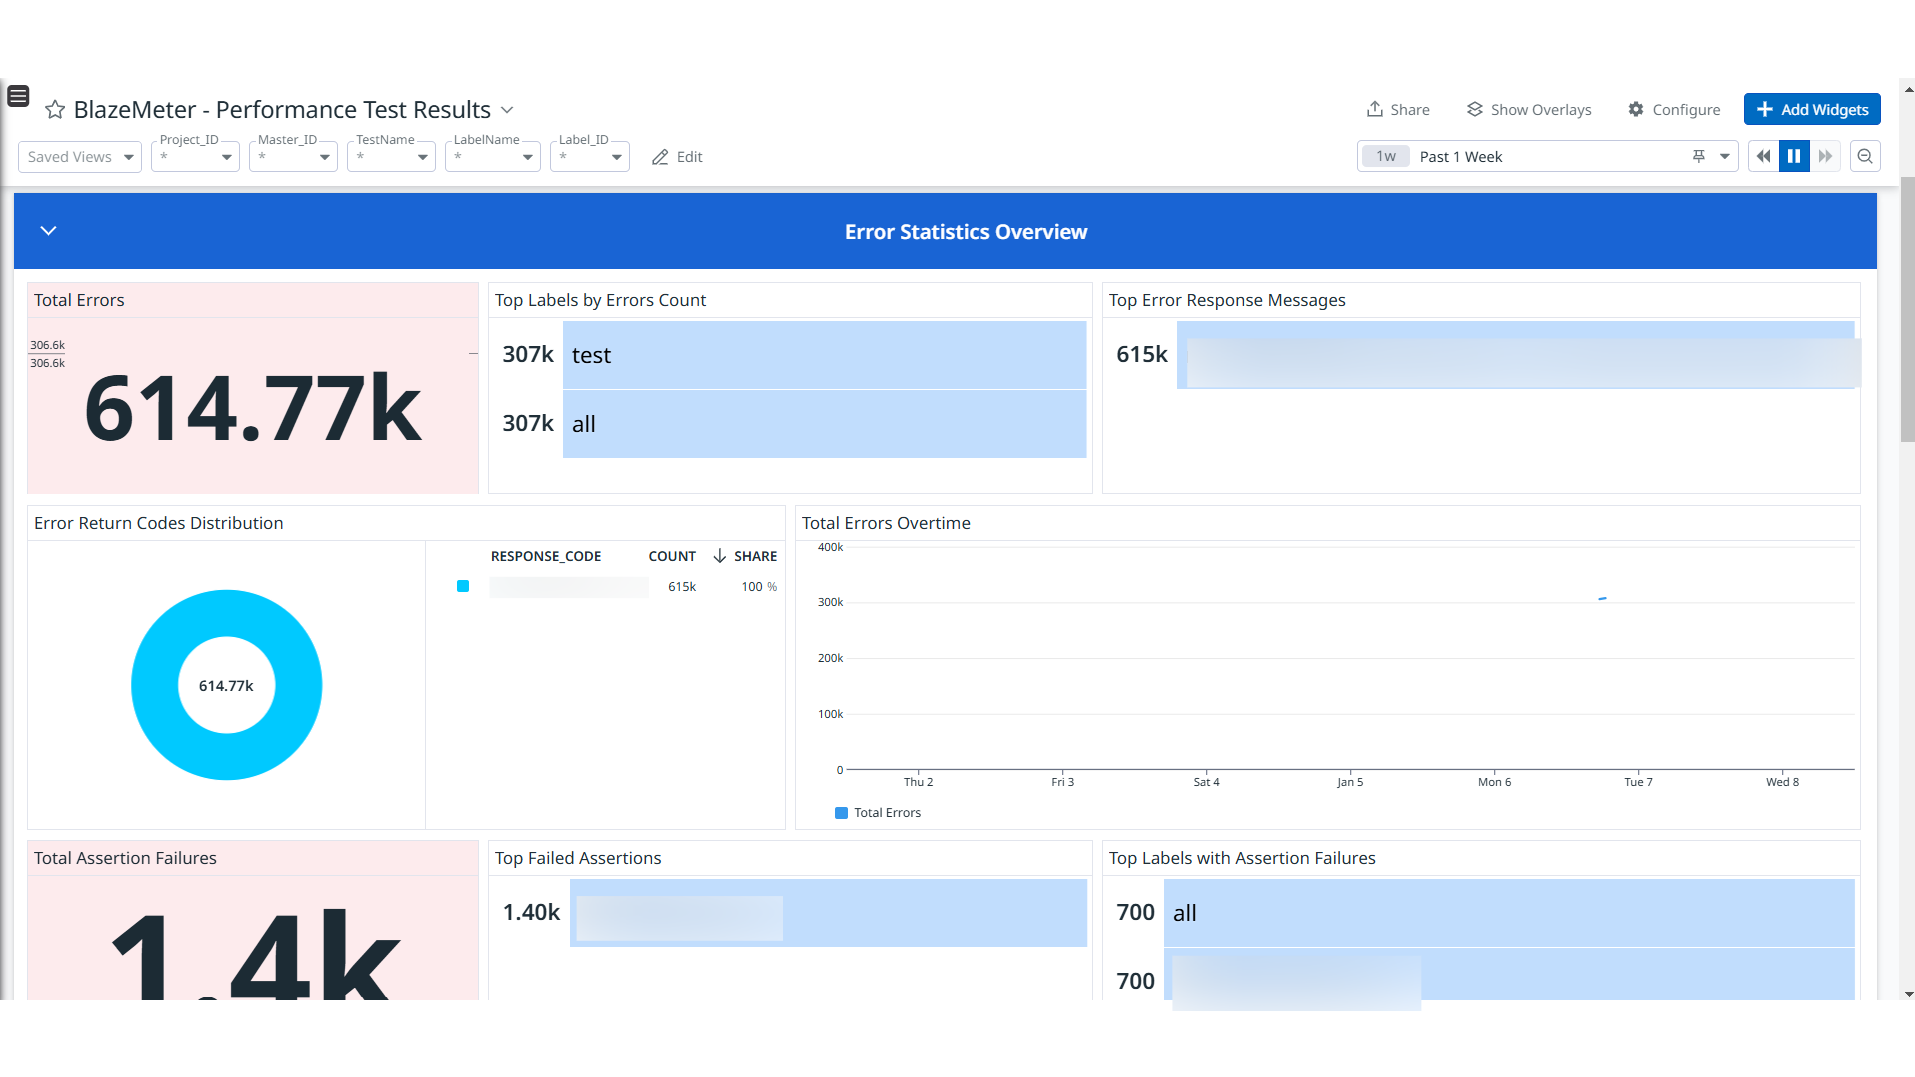 BlazeMeter - Performance Test Results
Share
Show Overlays
Configure
Add Widgets
Saved Views
Project_ID
*
Master_ID
*
TestName
*
LabelName
*
Label_ID
*
Edit
1w Past 1 Week
Error Statistics Overview
Total Errors
306.6k
306.6k
614.77k
Top Labels by Errors Count
307k test
307k all
Top Error Response Messages
615k
Error Return Codes Distribution
614.77k
RESPONSE_CODE COUNT SHARE
615k 100 %
Total Errors Overtime
400k
300k
200k
100k
0
Thu 2 Fri 3 Sat 4 Jan 5 Mon 6 Tue 7 Wed 8
Total Errors
Total Assertion Failures
1.4k
Top Failed Assertions
1.40k
Top Labels with Assertion Failures
700 all
700